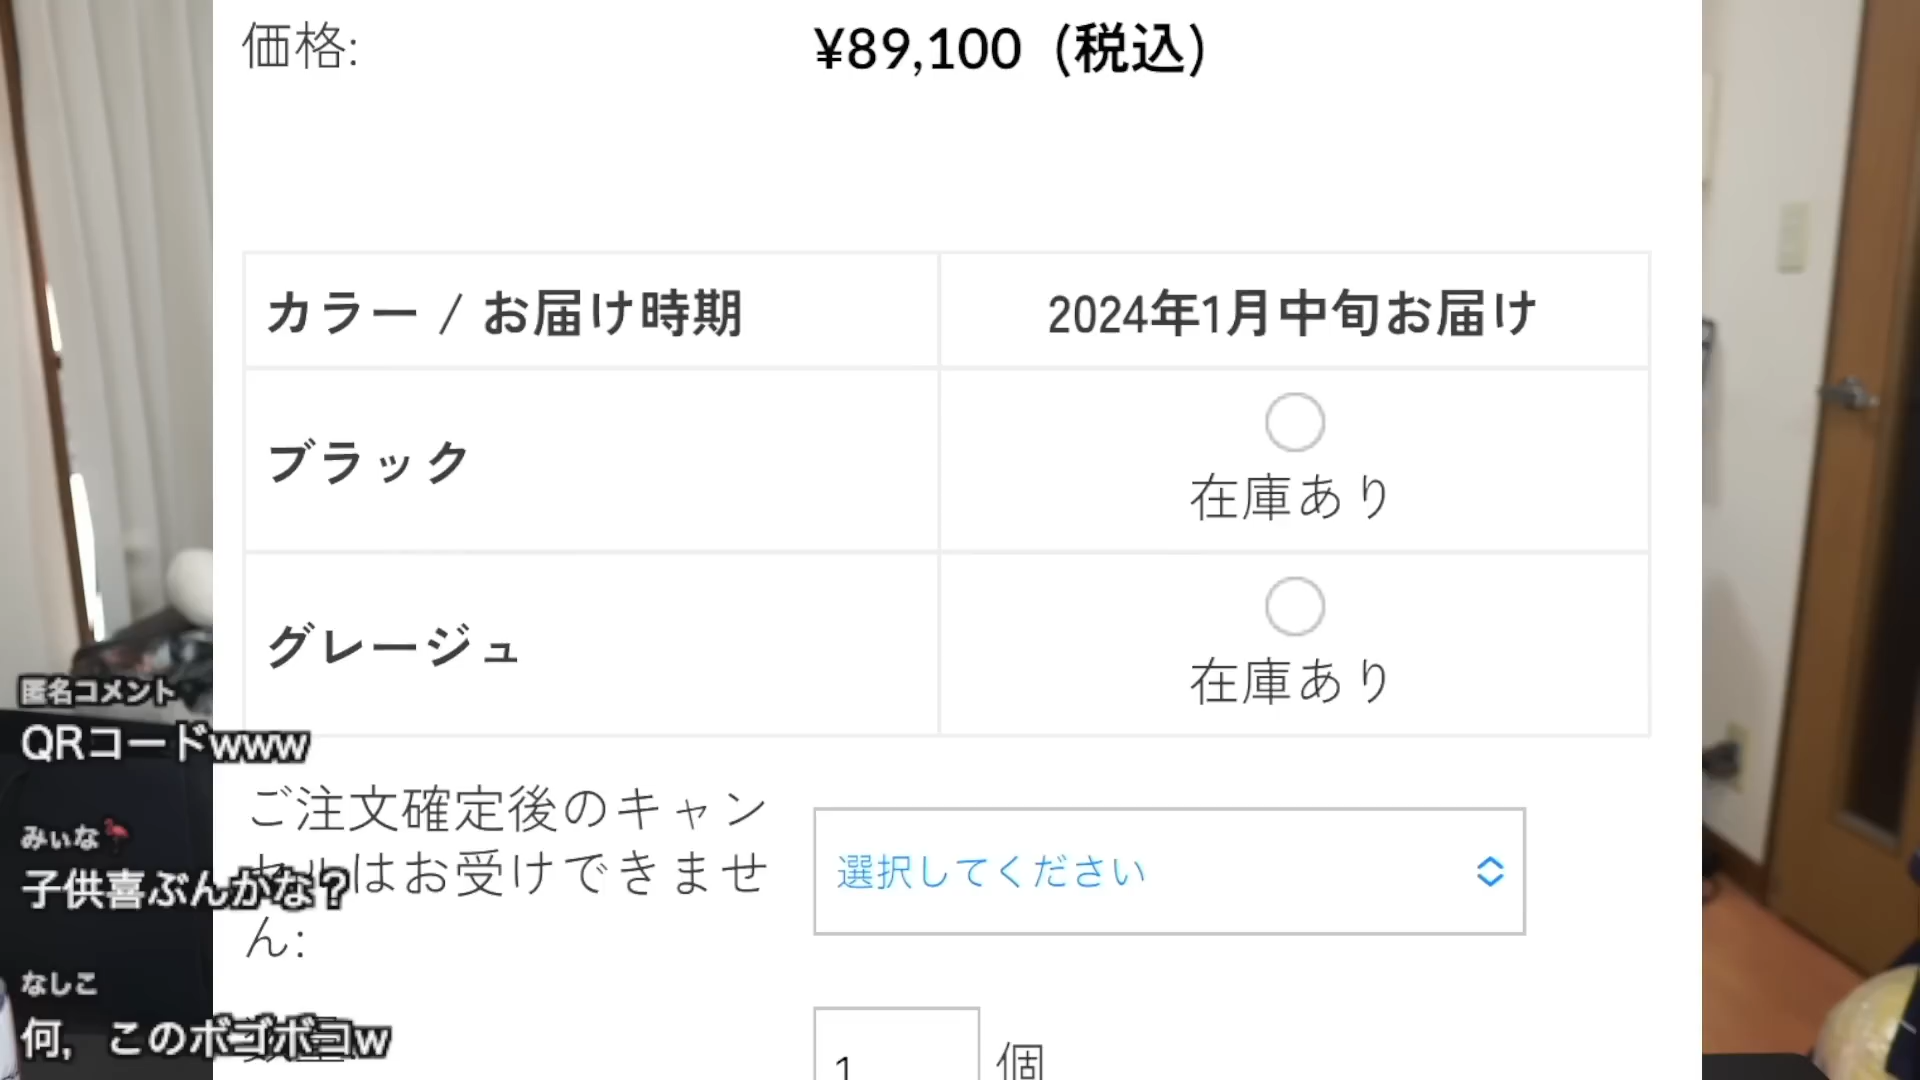 価格:
¥89,100 (税込)
カラー / お届け時期
2024年1月中旬お届け
ブラック
在庫あり
グレージュ
在庫あり
ご注文確定後のキャン
セルはお受けできませ
ん:
選択してください
1
個
匿名コメント
QRコードwww
みぃな🦩
子供喜ぶんかな?
なしこ
何, このボゴボコw